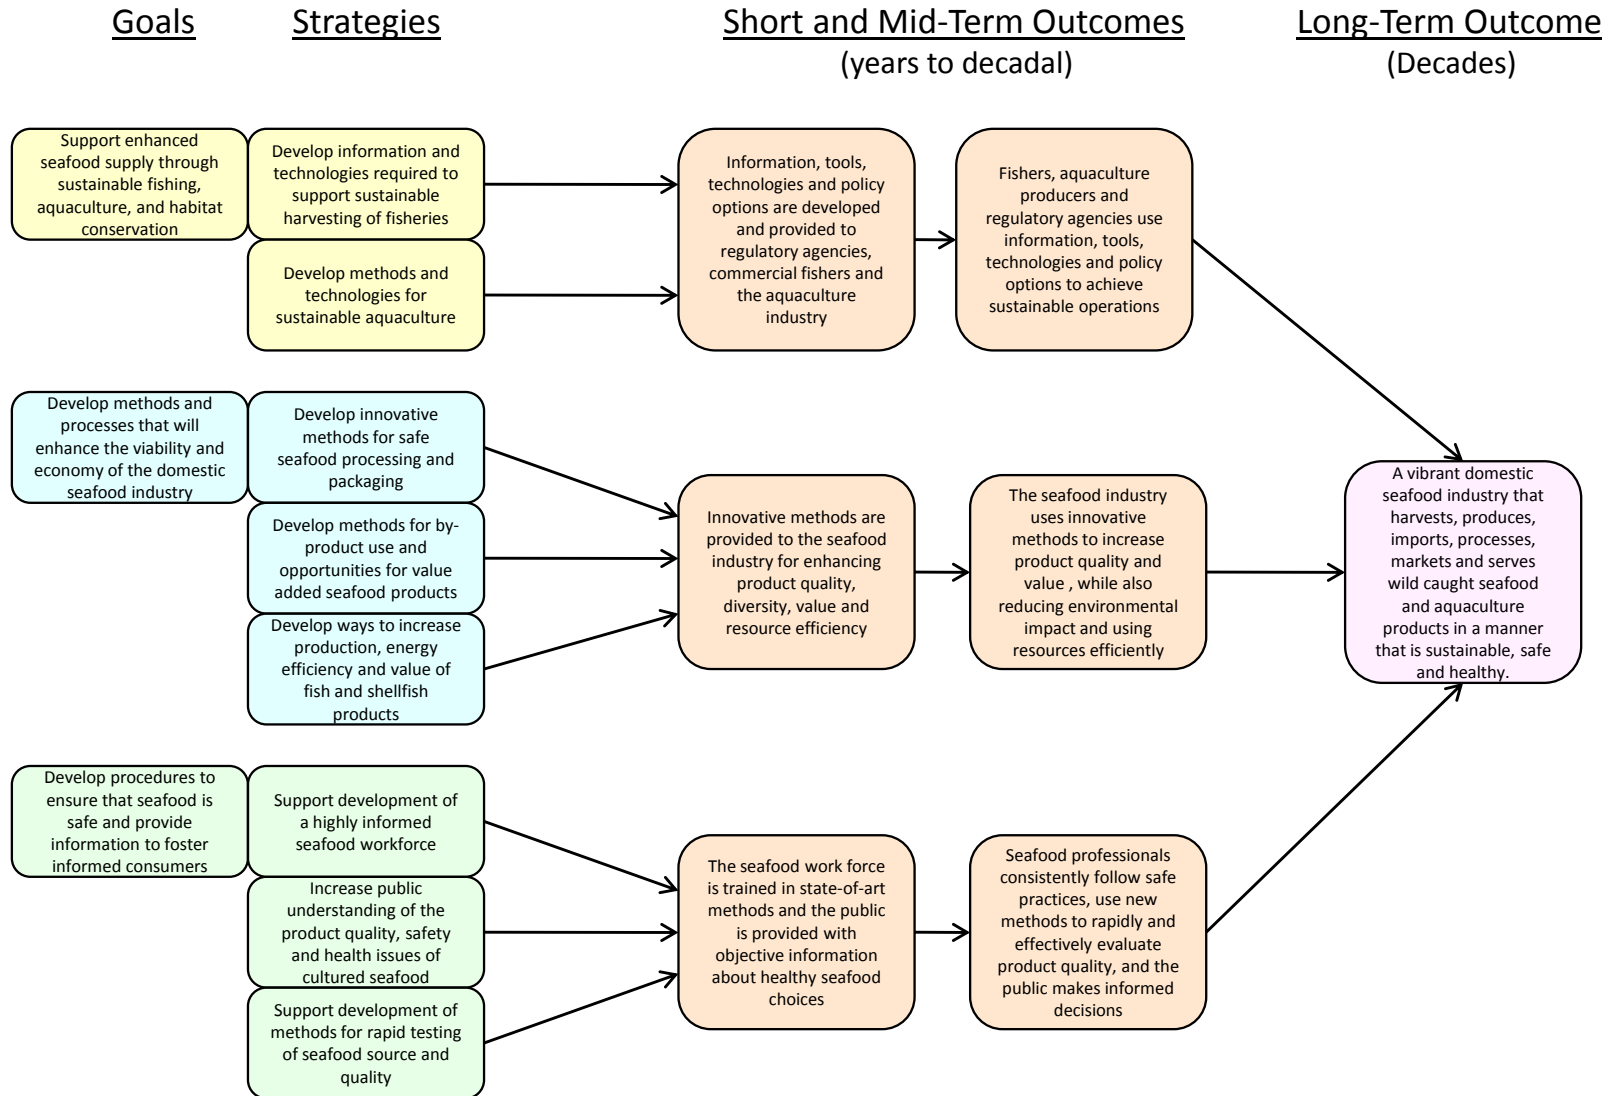 Goals
Strategies
Short and Mid-Term Outcomes
(years to decadal)
Long-Term Outcome
(Decades)
Support enhanced
seafood supply through
sustainable fishing,
aquaculture, and habitat
conservation
Develop information and
technologies required to
support sustainable
harvesting of fisheries
Develop methods and
technologies for
sustainable aquaculture
Information, tools,
technologies and policy
options are developed
and provided to
regulatory agencies,
commercial fishers and
the aquaculture
industry
Fishers, aquaculture
producers and
regulatory agencies use
information, tools,
technologies and policy
options to achieve
sustainable operations
Develop methods and
processes that will
enhance the viability and
economy of the domestic
seafood industry
Develop innovative
methods for safe
seafood processing and
packaging
Develop methods for by-
product use and
opportunities for value
added seafood products
Develop ways to increase
production, energy
efficiency and value of
fish and shellfish
products
Innovative methods are
provided to the seafood
industry for enhancing
product quality,
diversity, value and
resource efficiency
The seafood industry
uses innovative
methods to increase
product quality and
value , while also
reducing environmental
impact and using
resources efficiently
A vibrant domestic
seafood industry that
harvests, produces,
imports, processes,
markets and serves
wild caught seafood
and aquaculture
products in a manner
that is sustainable, safe
and healthy.
Develop procedures to
ensure that seafood is
safe and provide
information to foster
informed consumers
Support development of
a highly informed
seafood workforce
Increase public
understanding of the
product quality, safety
and health issues of
cultured seafood
Support development of
methods for rapid testing
of seafood source and
quality
The seafood work force
is trained in state-of-art
methods and the public
is provided with
objective information
about healthy seafood
choices
Seafood professionals
consistently follow safe
practices, use new
methods to rapidly and
effectively evaluate
product quality, and the
public makes informed
decisions